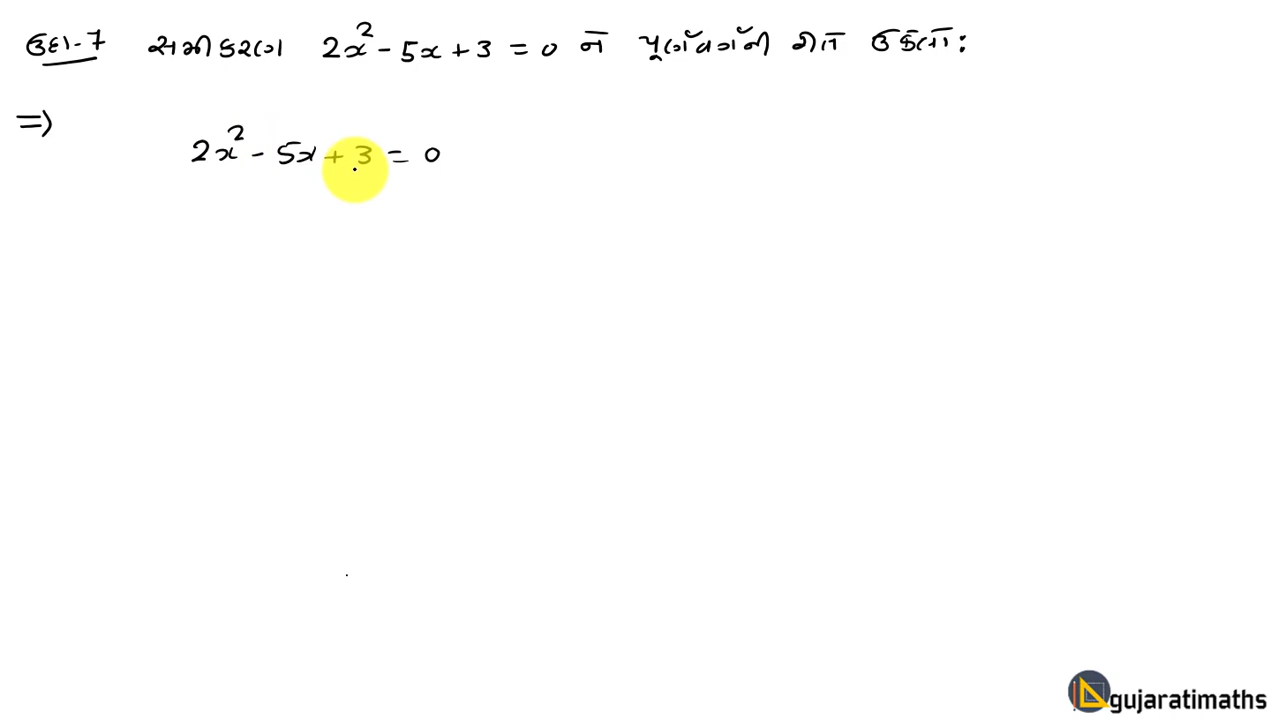 ઉદા.-7 સમીકરણ 2x² - 5x + 3 = 0 ને પૂર્ણવર્ગની રીતે ઉકેલો:
⇒
2x² - 5x + 3 = 0
gujaratimaths